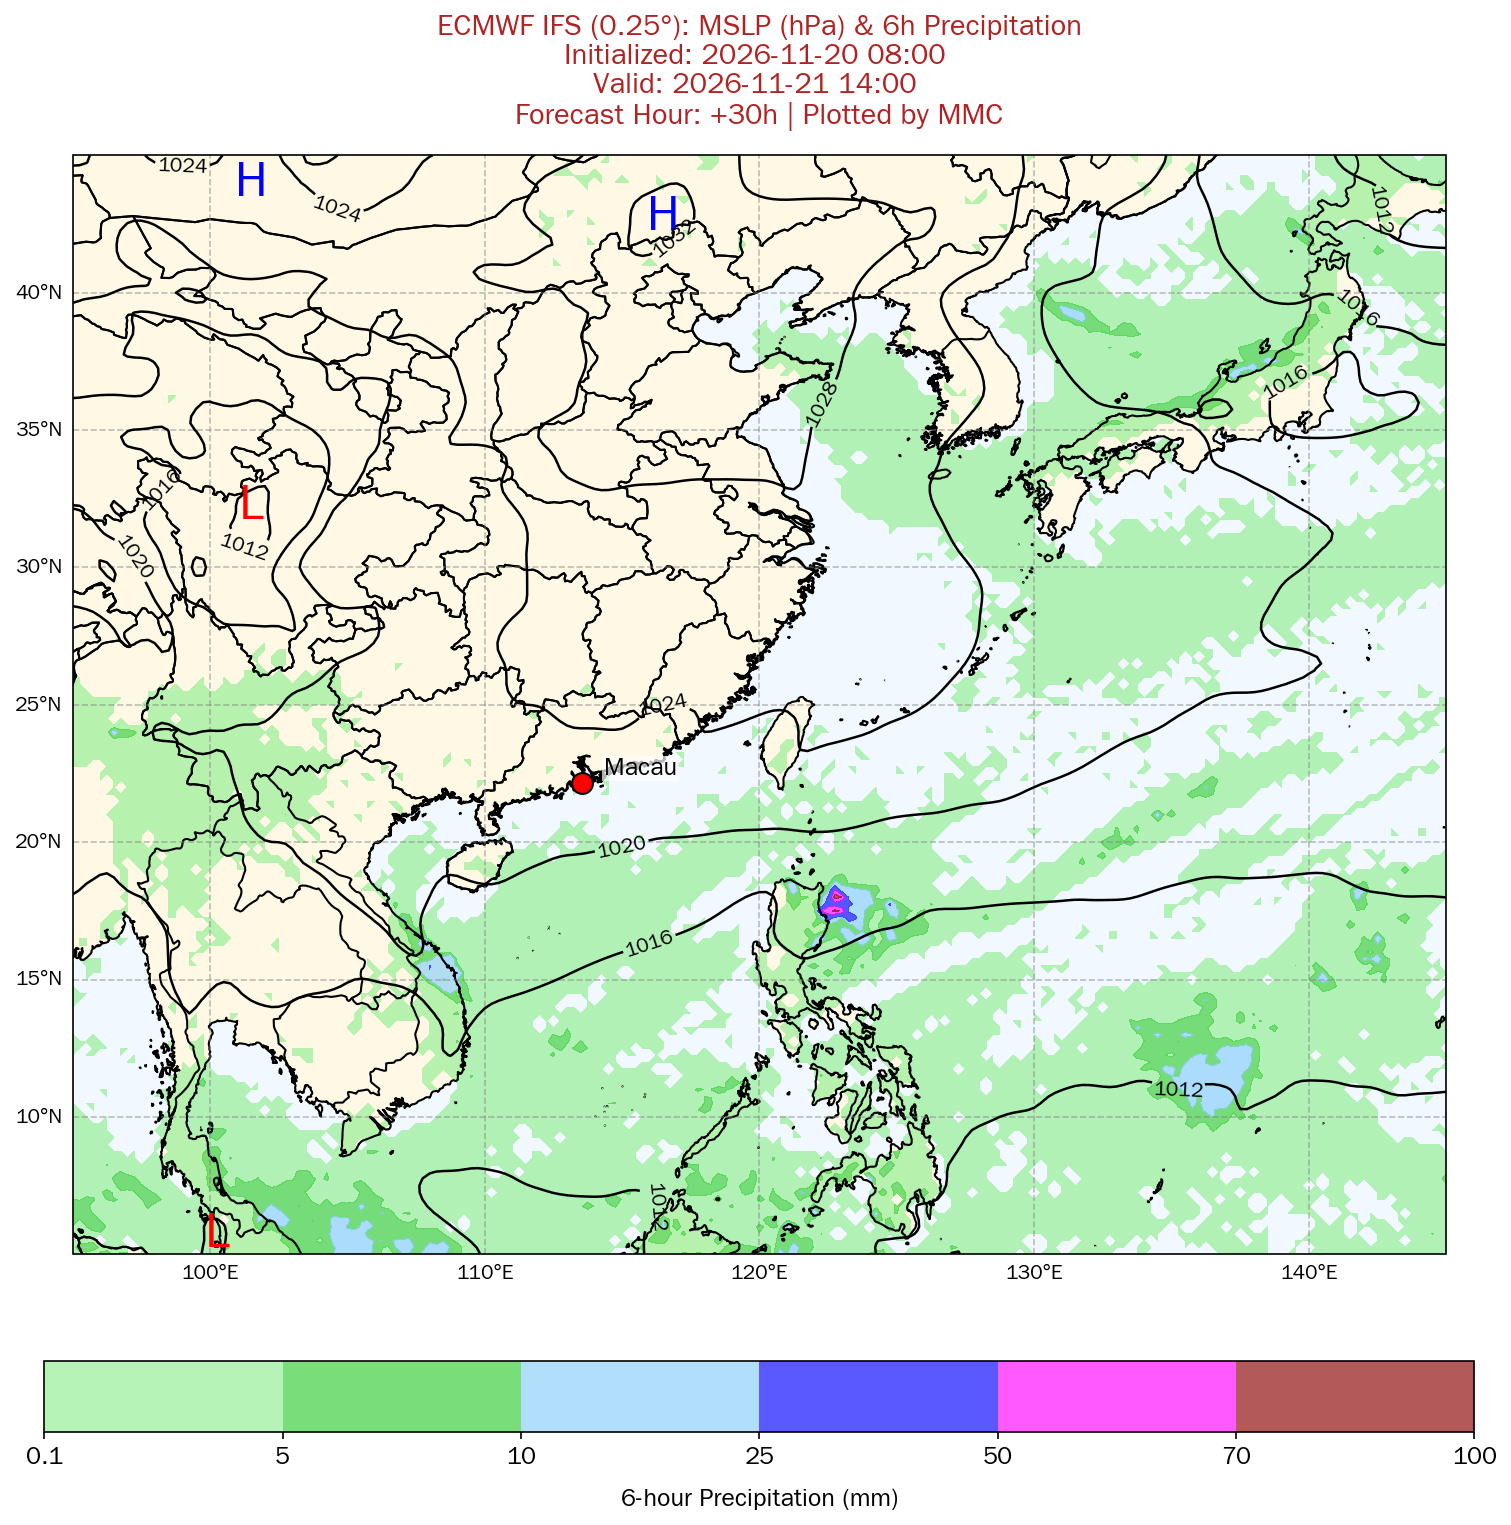 ECMWF IFS (0.25°): MSLP (hPa) & 6h Precipitation
Initialized: 2026-11-20 08:00
Valid: 2026-11-21 14:00
Forecast Hour: +30h | Plotted by MMC
1024
H
1024
H
1032
1012
40°N
1016
1016
1028
35°N
1016
L
1012
1020
30°N
25°N
1024
Macau
20°N
1020
1016
15°N
1012
10°N
1012
L
100°E 110°E 120°E 130°E 140°E
0.1 5 10 25 50 70 100
6-hour Precipitation (mm)